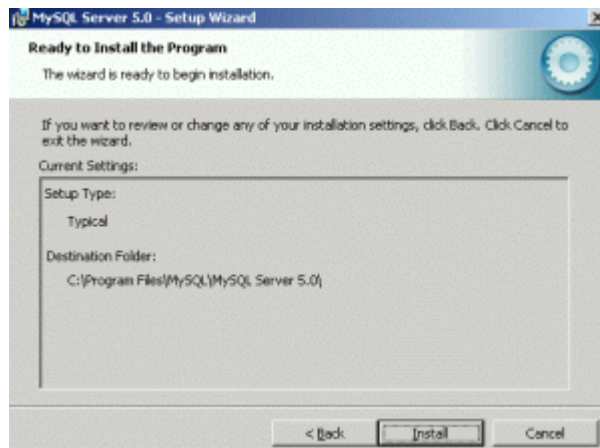 MySQL Server 5.0 - Setup Wizard
Ready to Install the Program
The wizard is ready to begin installation.
If you want to review or change any of your installation settings, click Back. Click Cancel to
exit the wizard.
Current Settings:
Setup Type:
Typical
Destination Folder:
C:\Program Files\MySQL\MySQL Server 5.0\
< Back
Install
Cancel